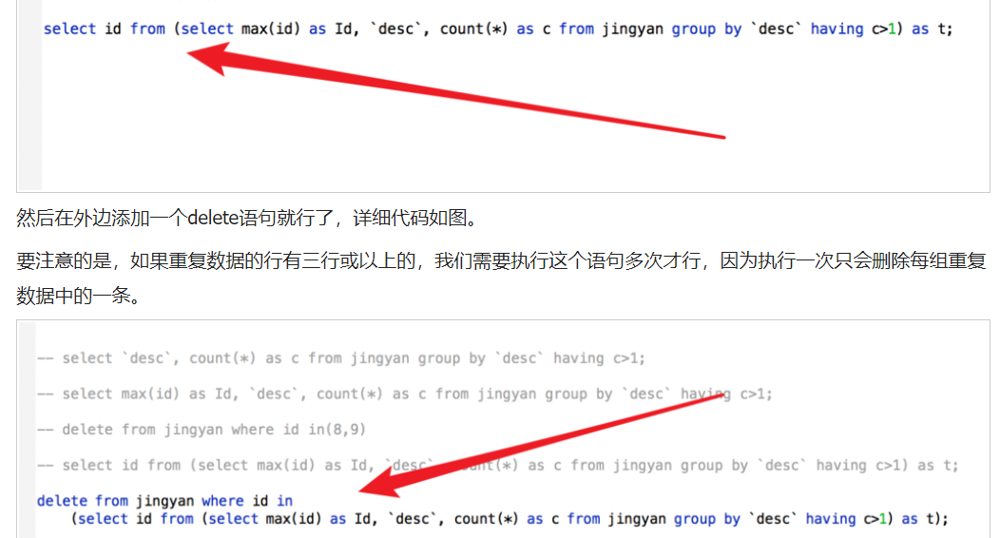 select id from (select max(id) as Id, `desc`, count(*) as c from jingyan group by `desc` having c>1) as t;
然后在外边添加一个delete语句就行了，详细代码如图。
要注意的是，如果重复数据的行有三行或以上的，我们需要执行这个语句多次才行，因为执行一次只会删除每组重复
数据中的一条。
-- select `desc`, count(*) as c from jingyan group by `desc` having c>1;
-- select max(id) as Id, `desc`, count(*) as c from jingyan group by `desc` having c>1;
-- delete from jingyan where id in(8,9)
-- select id from (select max(id) as Id, `desc`, count(*) as c from jingyan group by `desc` having c>1) as t;
delete from jingyan where id in
(select id from (select max(id) as Id, `desc`, count(*) as c from jingyan group by `desc` having c>1) as t);